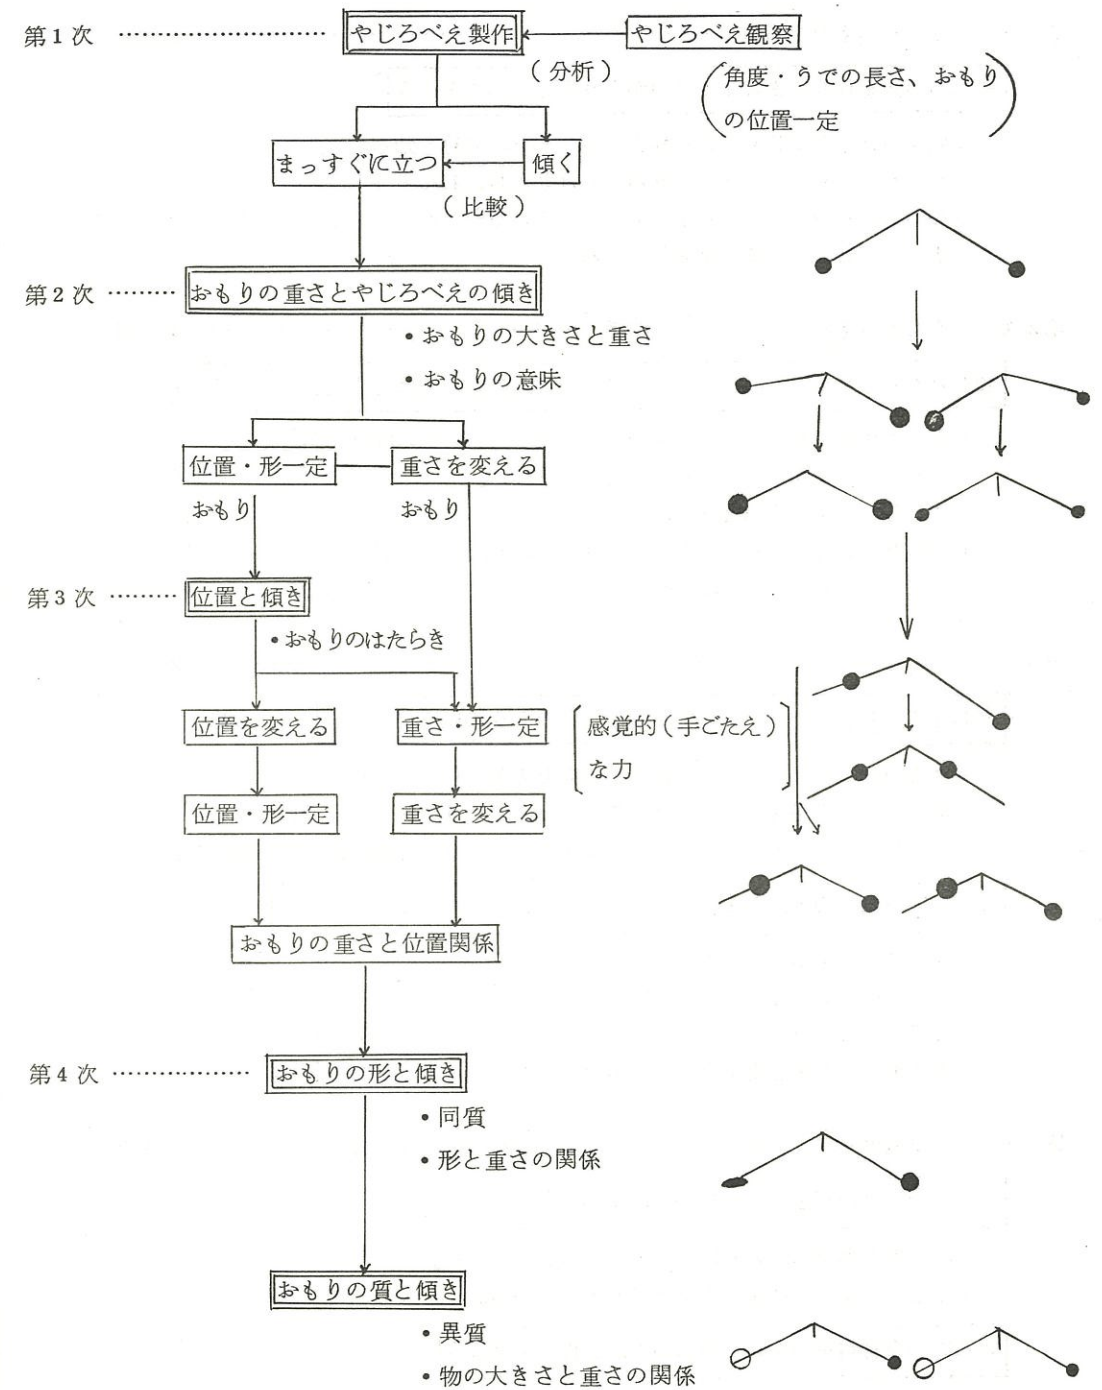 第1次
やじろべえ製作
やじろべえ観察
(分析)
角度・うでの長さ、おもり
の位置一定
まっすぐに立つ
傾く
(比較)
第2次
おもりの重さとやじろべえの傾き
・おもりの大きさと重さ
・おもりの意味
位置・形一定
重さを変える
おもり
おもり
第3次
位置と傾き
・おもりのはたらき
位置を変える
重さ・形一定
感覚的(手ごたえ)
な力
位置・形一定
重さを変える
おもりの重さと位置関係
第4次
おもりの形と傾き
・同質
・形と重さの関係
おもりの質と傾き
・異質
・物の大きさと重さの関係